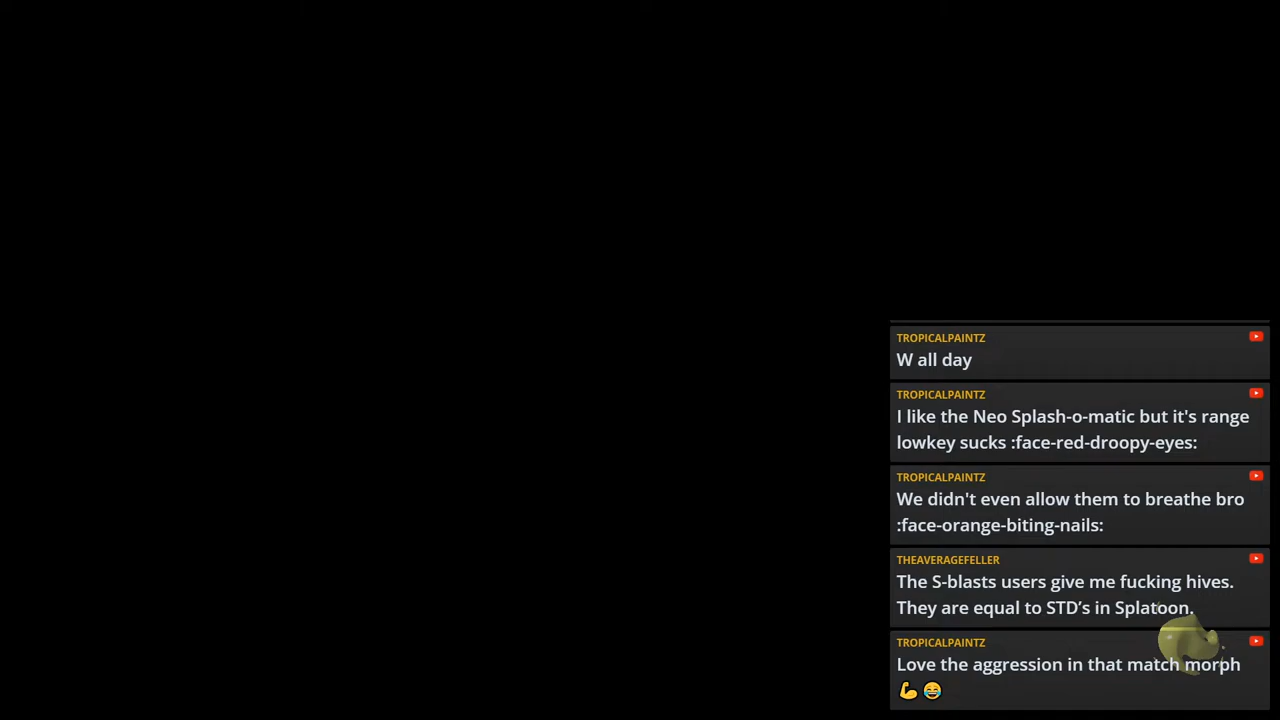 TROPICALPAINTZ
W all day
TROPICALPAINTZ
I like the Neo Splash-o-matic but it's range
lowkey sucks :face-red-droopy-eyes:
TROPICALPAINTZ
We didn't even allow them to breathe bro
:face-orange-biting-nails:
THEAVERAGEFELLER
The S-blasts users give me fucking hives.
They are equal to STD’s in Splatoon.
TROPICALPAINTZ
Love the aggression in that match morph
💪😂